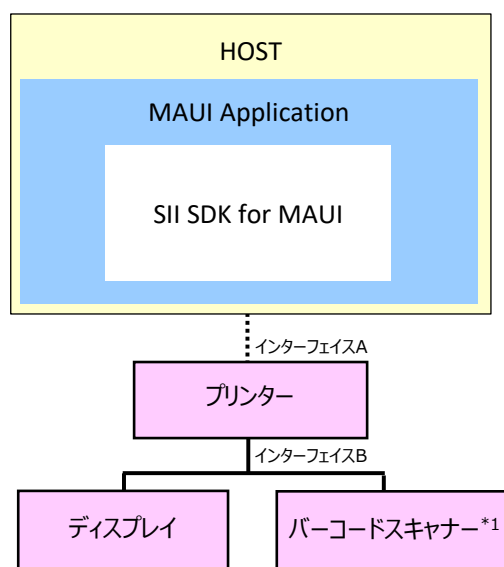 HOST
MAUI Application
SII SDK for MAUI
インターフェイスA
プリンター
インターフェイスB
ディスプレイ
バーコードスキャナー*1